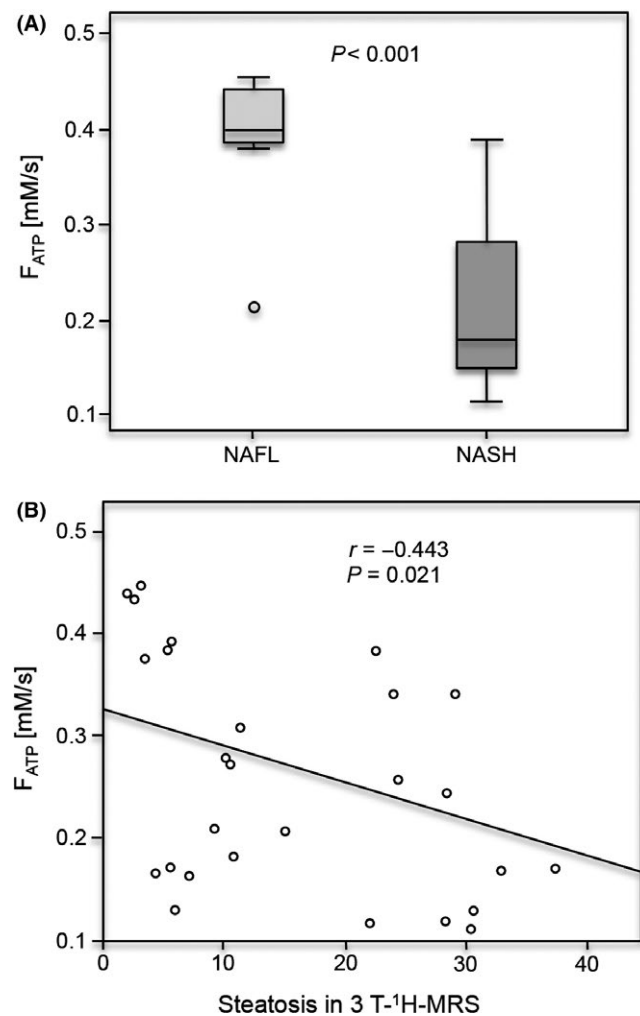 (A)
0.5
P< 0.001
0.4
F_ATP [mM/s]
0.3
0.2
0.1
NAFL NASH
(B)
0.5
r = –0.443
P = 0.021
0.4
F_ATP [mM/s]
0.3
0.2
0.1
0 10 20 30 40
Steatosis in 3 T-¹H-MRS